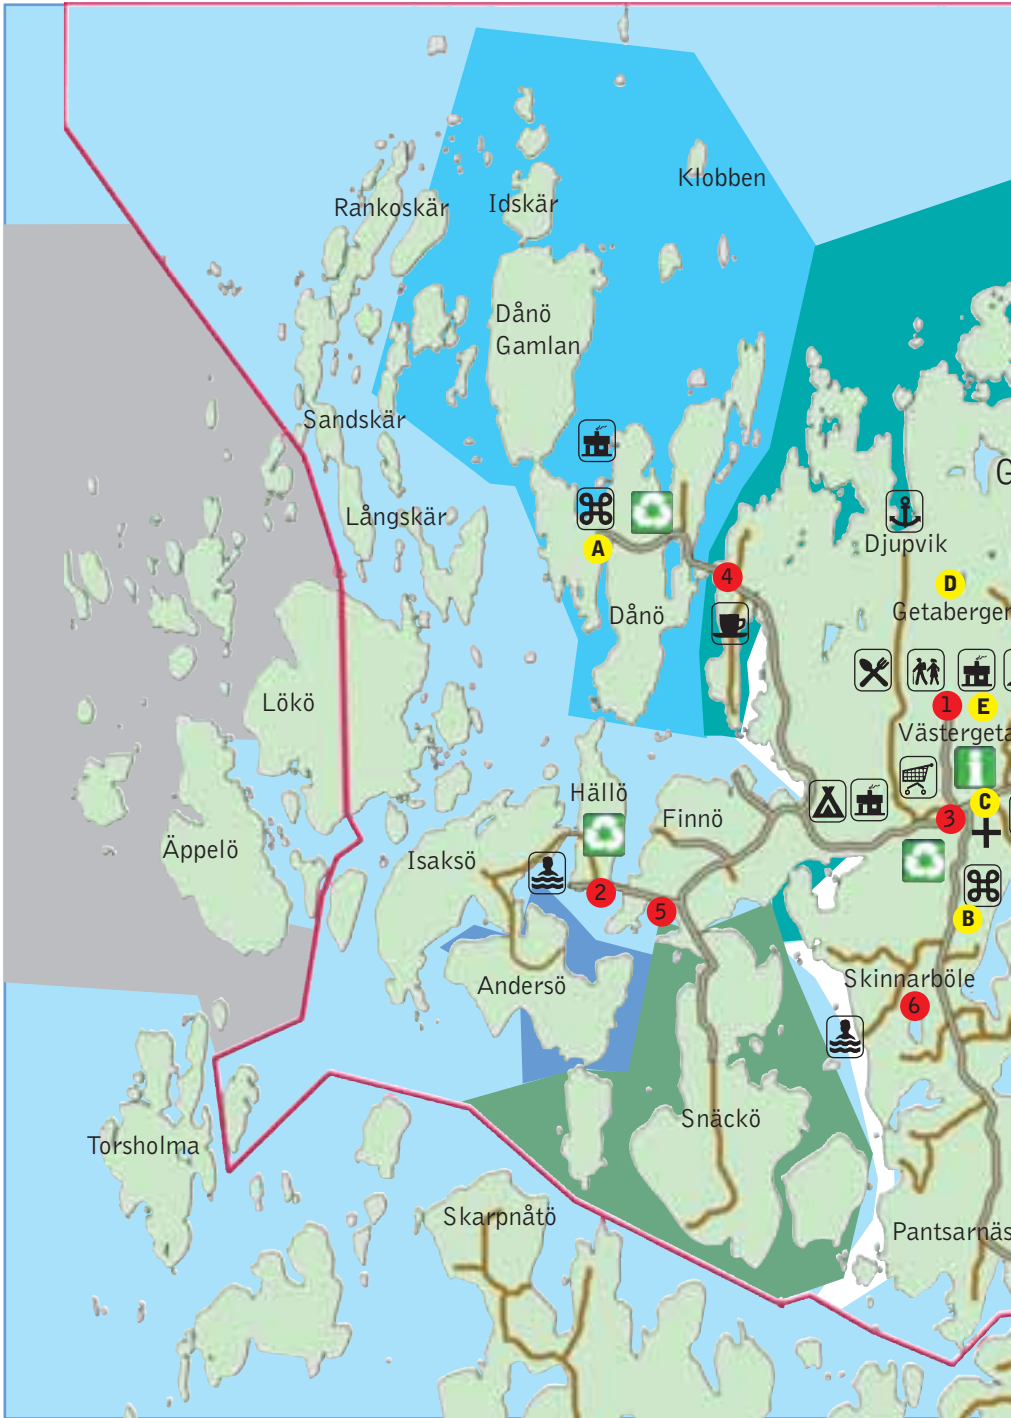 Klobben
Rankoskär
Idskär
Dånö
Gamlan
Sandskär
G
Långskär
A
Djupvik
4
D
Dånö
Getaberge
Lökö
1
E
Västergeta
i
Hällö
Finnö
C
3
Äppelö
Isaksö
2
5
B
Andersö
Skinnarböle
6
Snäckö
Torsholma
Skarpnåtö
Pantsarnäs